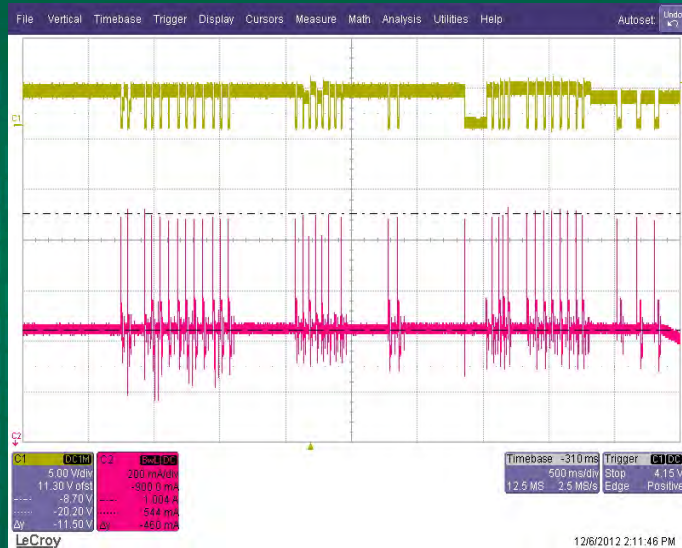 File Vertical Timebase Trigger Display Cursors Measure Math Analysis Utilities Help Autoset Undo
C1
C2
C1 DC1M
5.00 V/div
11.30 V ofst
-8.70 V
-20.20 V
Δy -11.50 V
C2 BwL DC
200 mA/div
-900.0 mA
1.004 A
544 mA
Δy -460 mA
Timebase -310 ms
500 ms/div
12.5 MS 2.5 MS/s
Trigger C1 DC
Stop 4.15 V
Edge Positive
LeCroy
12/6/2012 2:11:46 PM